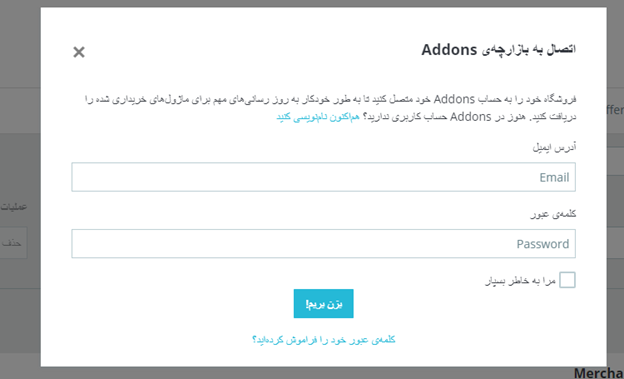 اتصال به بازارچه‌ی Addons
×
فروشگاه خود را به حساب Addons خود متصل کنید تا به طور خودکار به روز رسانی‌های مهم برای ماژول‌های خریداری شده را
دریافت کنید. هنوز در Addons حساب کاربری ندارید؟ هم‌اکنون نام‌نویسی کنید
آدرس ایمیل
Email
کلمه‌ی عبور
Password
مرا به خاطر بسپار
بزن بریم!
کلمه‌ی عبور خود را فراموش کرده‌اید؟
عملیات
حذف